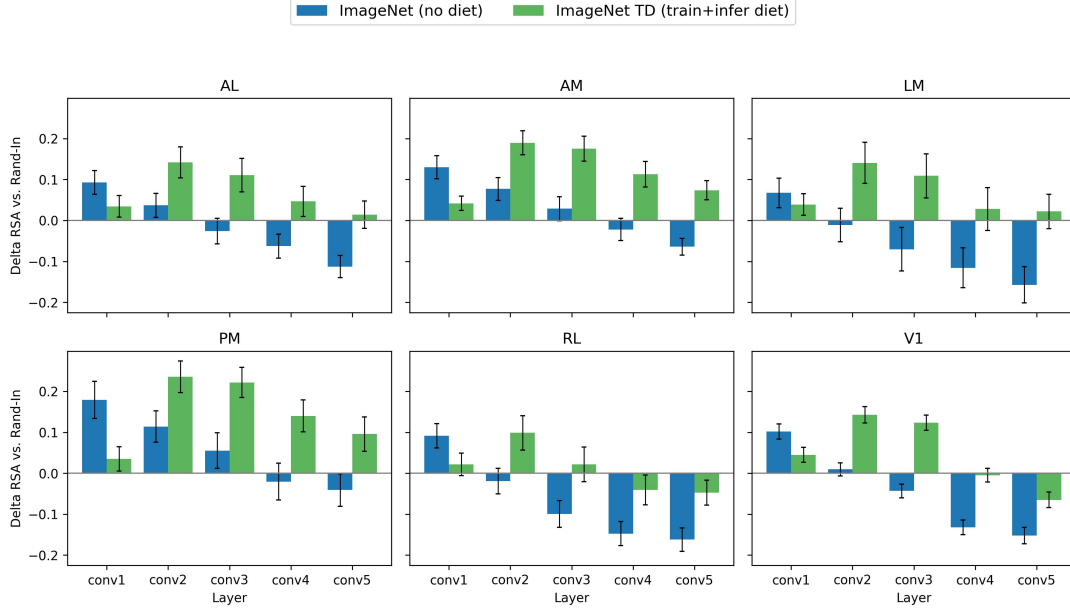 ImageNet (no diet) ImageNet TD (train+infer diet)
AL AM LM
Delta RSA vs. Rand-In
0.2
0.1
0.0
−0.1
−0.2
PM RL V1
Delta RSA vs. Rand-In
0.2
0.1
0.0
−0.1
−0.2
conv1 conv2 conv3 conv4 conv5 conv1 conv2 conv3 conv4 conv5 conv1 conv2 conv3 conv4 conv5
Layer Layer Layer